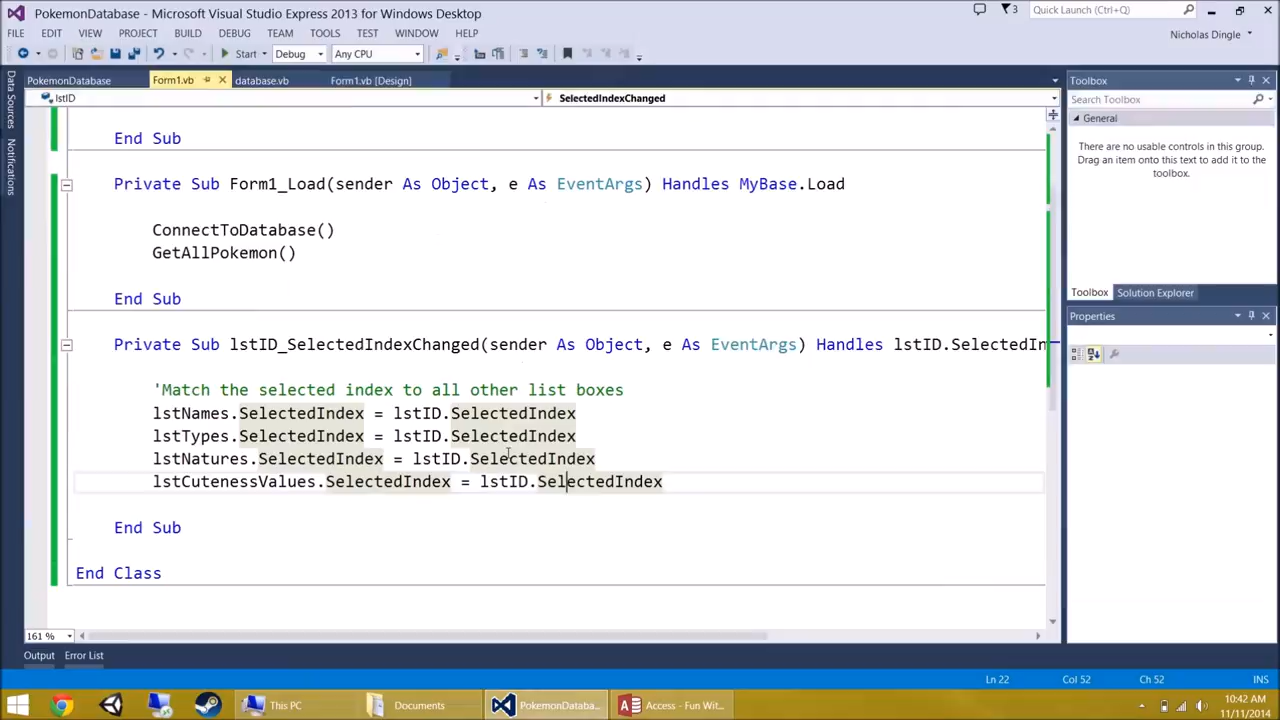 PokemonDatabase - Microsoft Visual Studio Express 2013 for Windows Desktop
3
Quick Launch (Ctrl+Q)
FILE EDIT VIEW PROJECT BUILD DEBUG TEAM TOOLS TEST WINDOW HELP
Nicholas Dingle
Start Debug Any CPU
PokemonDatabase Form1.vb database.vb Form1.vb [Design]
Toolbox
lstID SelectedIndexChanged
Search Toolbox
General
There are no usable controls in this group.
Drag an item onto this text to add it to the
toolbox.
Toolbox Solution Explorer
Properties
Data Sources
Notifications
End Sub
Private Sub Form1_Load(sender As Object, e As EventArgs) Handles MyBase.Load
ConnectToDatabase()
GetAllPokemon()
End Sub
Private Sub lstID_SelectedIndexChanged(sender As Object, e As EventArgs) Handles lstID.SelectedIn
'Match the selected index to all other list boxes
lstNames.SelectedIndex = lstID.SelectedIndex
lstTypes.SelectedIndex = lstID.SelectedIndex
lstNatures.SelectedIndex = lstID.SelectedIndex
lstCutenessValues.SelectedIndex = lstID.SelectedIndex
End Sub
End Class
161 %
Output Error List
Ln 22 Col 52 Ch 52 INS
This PC Documents PokemonDataba... Access - Fun Wit...
10:42 AM
11/11/2014